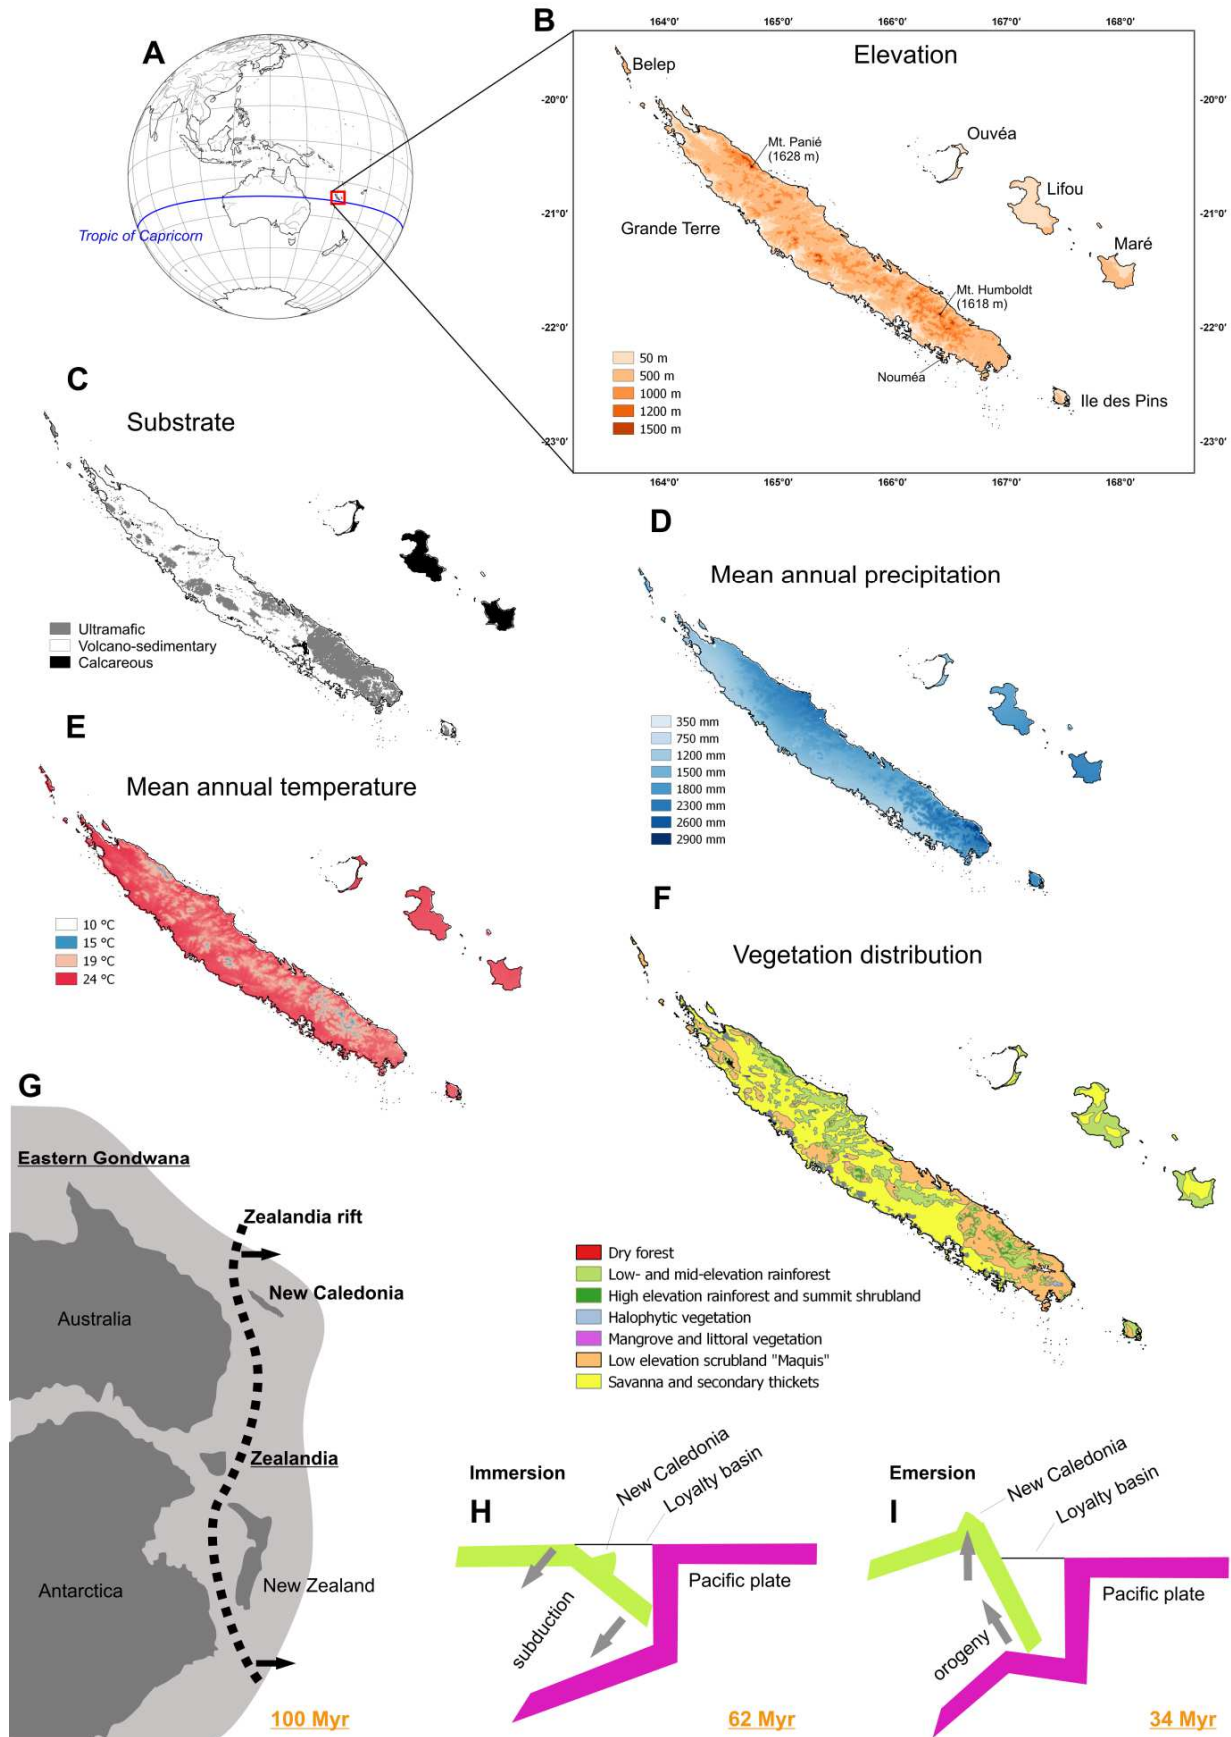 A
Tropic of Capricorn
B
164°0'
165°0'
166°0'
167°0'
168°0'
Elevation
-20°0'
-21°0'
-22°0'
-23°0'
-20°0'
-21°0'
-22°0'
-23°0'
Belep
Mt. Panié
(1628 m)
Ouvéa
Lifou
Grande Terre
Maré
Mt. Humboldt
(1618 m)
Nouméa
Ile des Pins
50 m
500 m
1000 m
1200 m
1500 m
164°0'
165°0'
166°0'
167°0'
168°0'
C
Substrate
Ultramafic
Volcano-sedimentary
Calcareous
D
Mean annual precipitation
350 mm
750 mm
1200 mm
1500 mm
1800 mm
2300 mm
2600 mm
2900 mm
E
Mean annual temperature
10 ºC
15 ºC
19 ºC
24 ºC
F
Vegetation distribution
Dry forest
Low- and mid-elevation rainforest
High elevation rainforest and summit shrubland
Halophytic vegetation
Mangrove and littoral vegetation
Low elevation scrubland "Maquis"
Savanna and secondary thickets
G
Eastern Gondwana
Zealandia rift
New Caledonia
Australia
Zealandia
Antarctica
New Zealand
100 Myr
Immersion
H
New Caledonia
Loyalty basin
Pacific plate
subduction
62 Myr
Emersion
I
New Caledonia
Loyalty basin
Pacific plate
orogeny
34 Myr